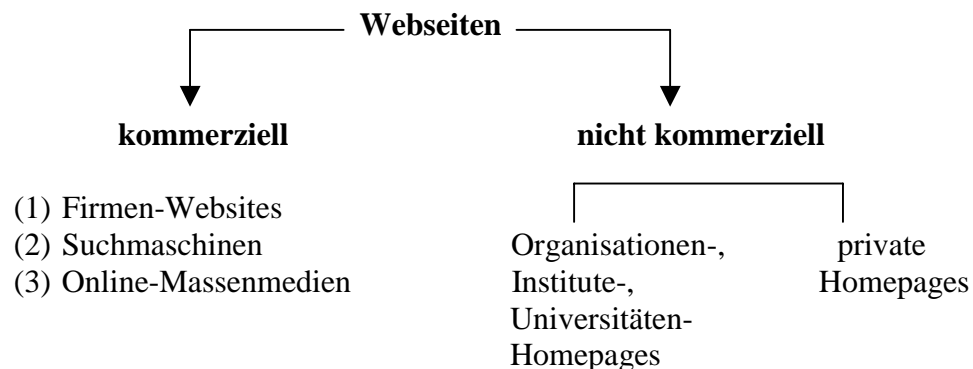 Webseiten
kommerziell
nicht kommerziell
(1) Firmen-Websites
(2) Suchmaschinen
(3) Online-Massenmedien
Organisationen-,
Institute-,
Universitäten-
Homepages
private
Homepages